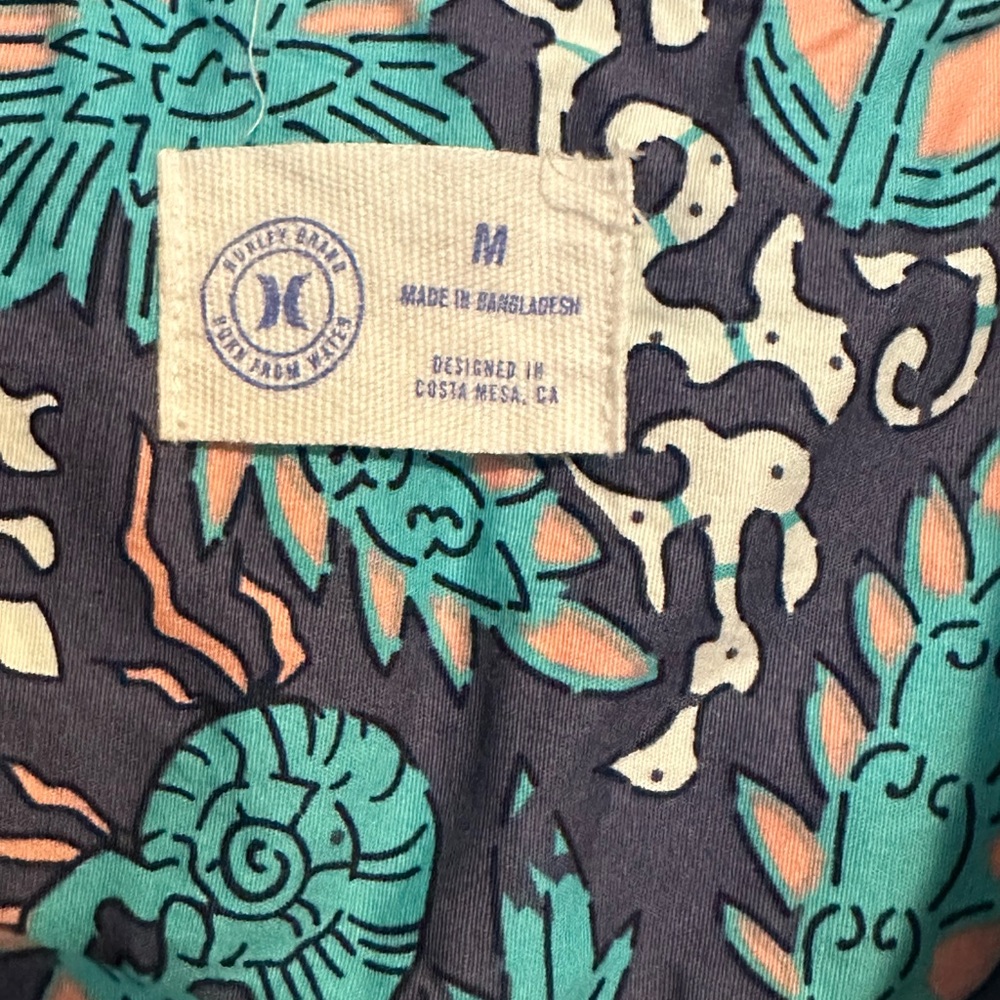 HURLEY BRAND
BORN FROM WATER
M
MADE IN BANGLADESH
DESIGNED IN
COSTA MESA, CA